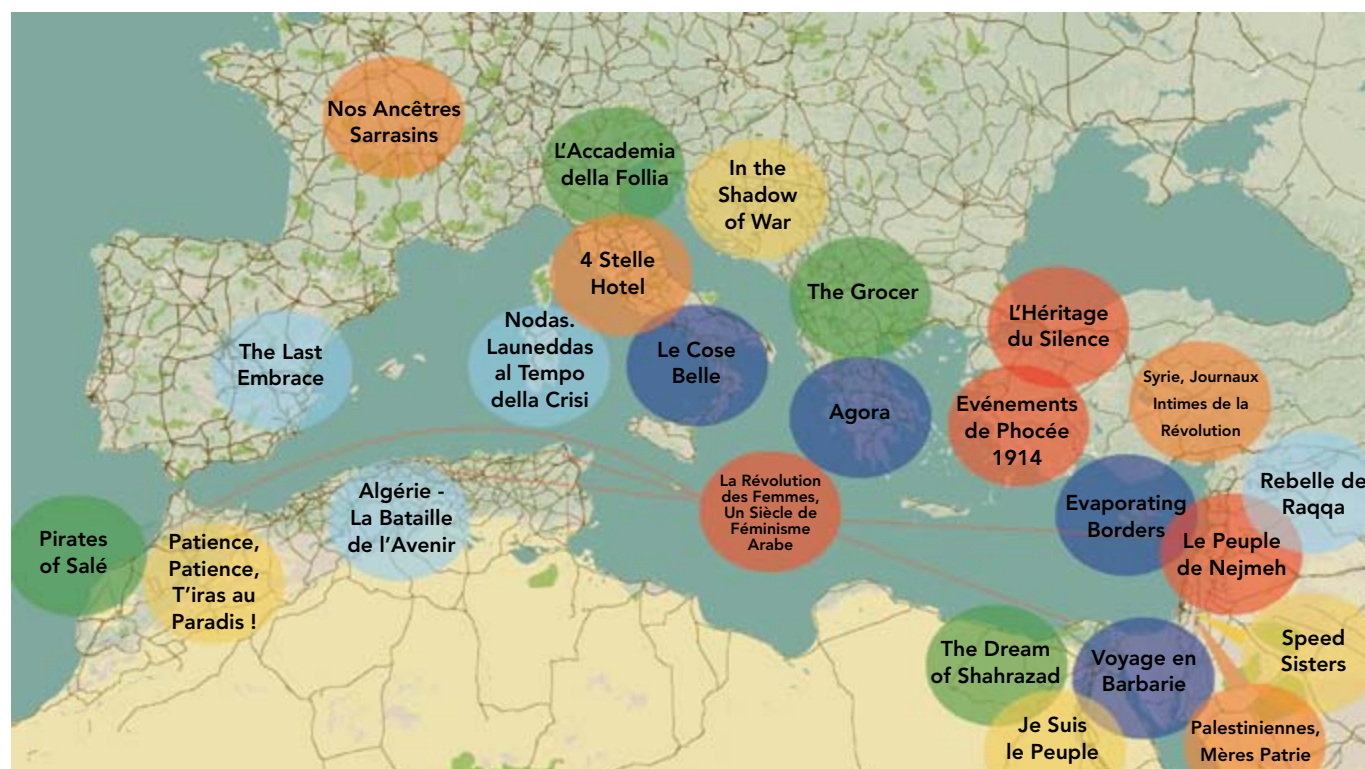 Nos Ancêtres
Sarrasins
L'Accademia
della Follia
In the
Shadow
of War
4 Stelle
Hotel
The Grocer
L'Héritage
du Silence
The Last
Embrace
Nodas.
Launeddas
al Tempo
della Crisi
Le Cose
Belle
Agora
Evénements
de Phocée
1914
Syrie, Journaux
Intimes de la
Révolution
Pirates
of Salé
Patience,
Patience,
T'iras au
Paradis !
Algérie -
La Bataille
de l'Avenir
La Révolution
des Femmes,
Un Siècle de
Féminisme
Arabe
Evaporating
Borders
Rebelle de
Raqqa
Le Peuple
de Nejmeh
The Dream
of Shahrazad
Voyage en
Barbarie
Speed
Sisters
Je Suis
le Peuple
Palestiniennes,
Mères Patrie